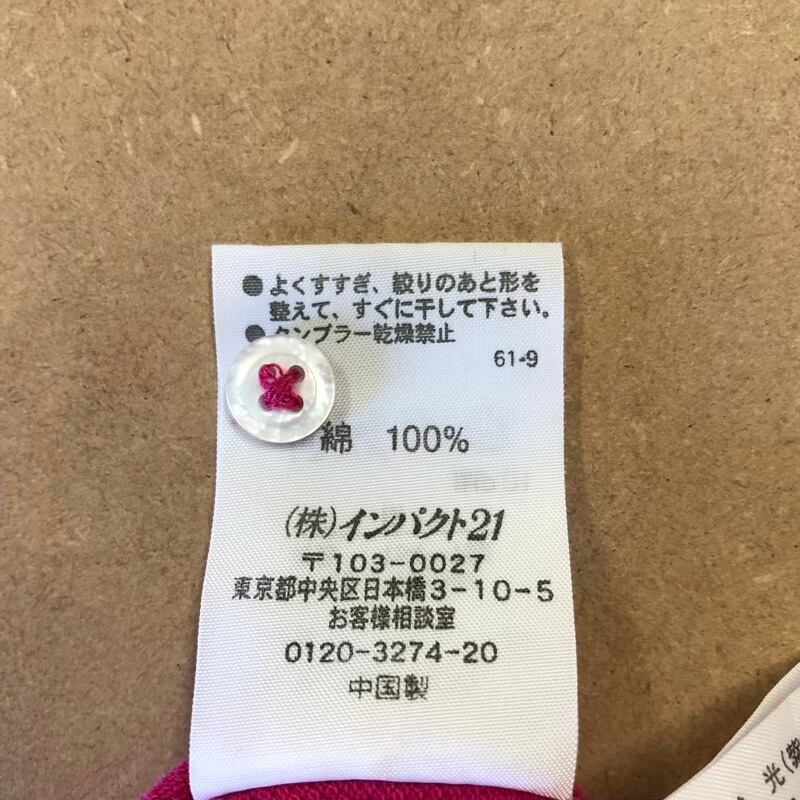 ●よくすすぎ、絞りのあと形を
整えて、すぐに干して下さい。
●タンブラー乾燥禁止
61-9
綿 100%
(株)インパクト21
〒103-0027
東京都中央区日本橋3-10-5
お客様相談室
0120-3274-20
中国製
光(